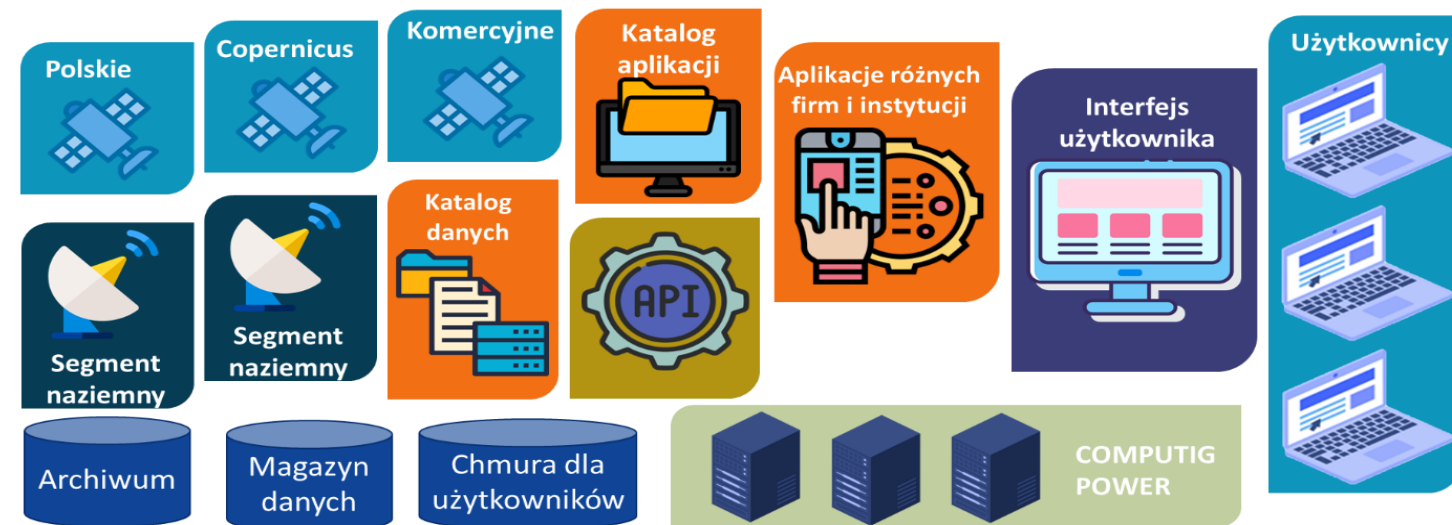 Polskie
Copernicus
Komercyjne
Katalog
aplikacji
Aplikacje różnych
firm i instytucji
Interfejs
użytkownika
Użytkownicy
Segment
naziemny
Segment
naziemny
Katalog
danych
API
Archiwum
Magazyn
danych
Chmura dla
użytkowników
COMPUTIG
POWER